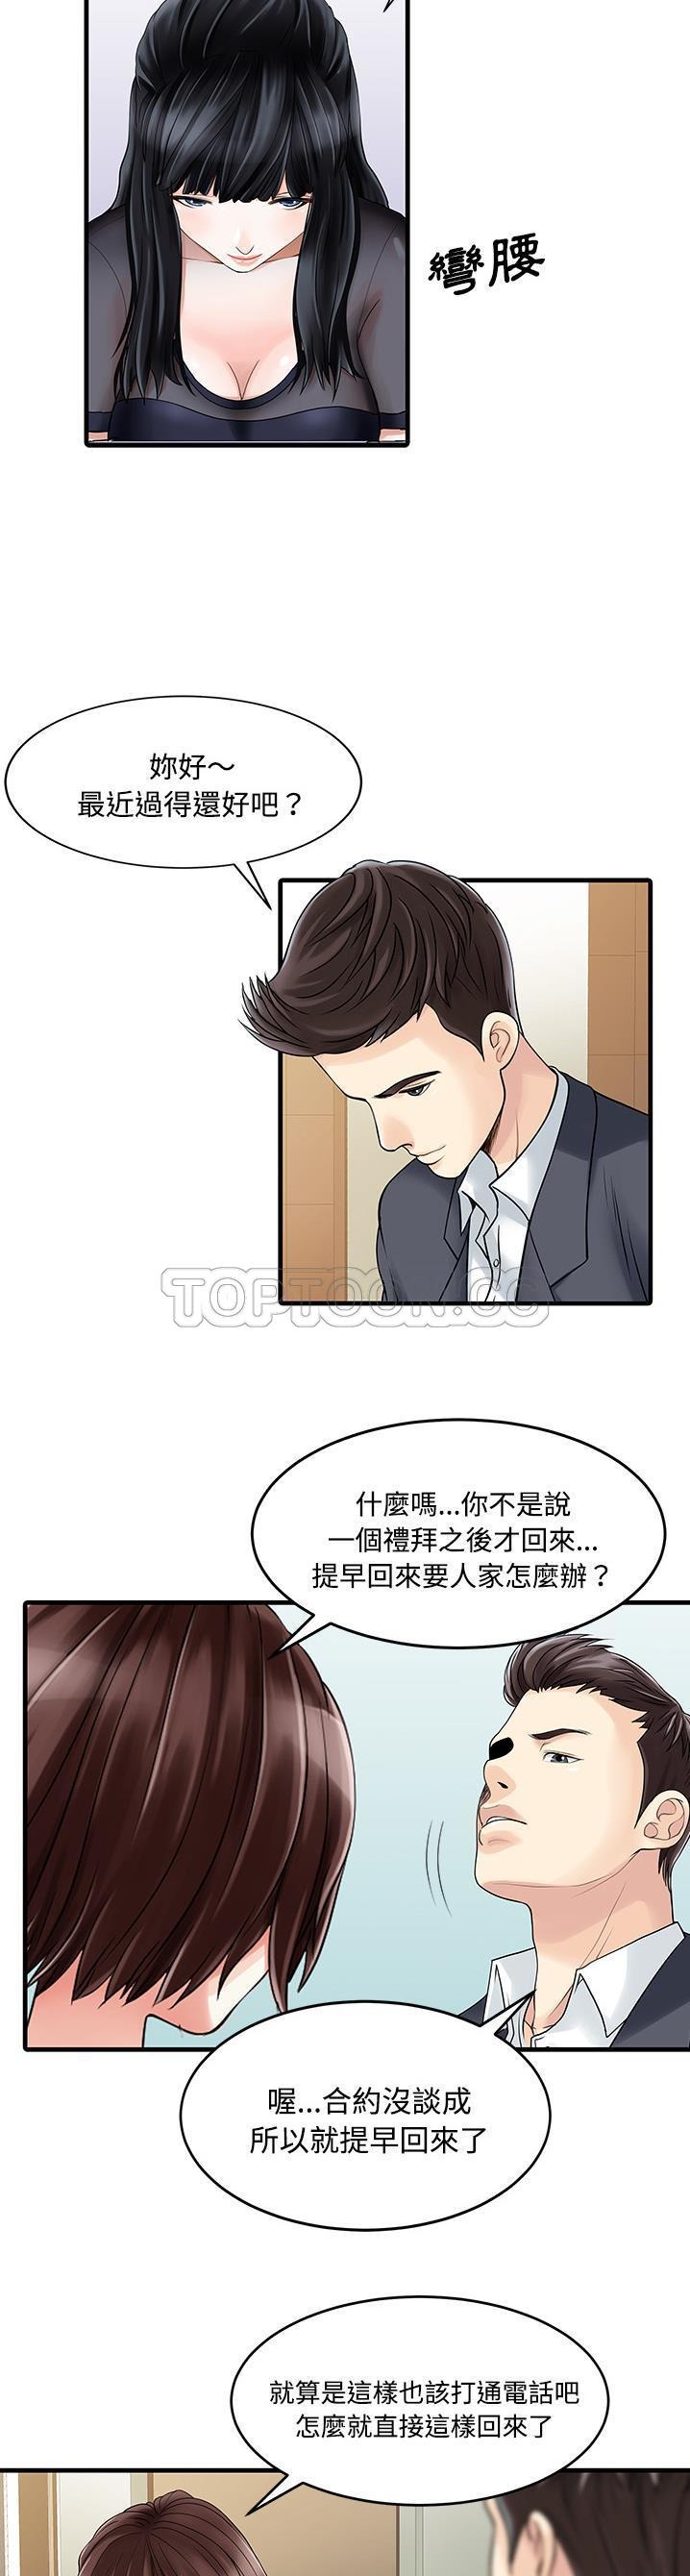 彎腰
妳好～
最近過得還好吧？
TOPTOON.CO
什麼嗎...你不是說
一個禮拜之後才回來...
提早回來要人家怎麼辦？
喔...合約沒談成
所以就提早回來了
就算是這樣也該打通電話吧
怎麼就直接這樣回來了